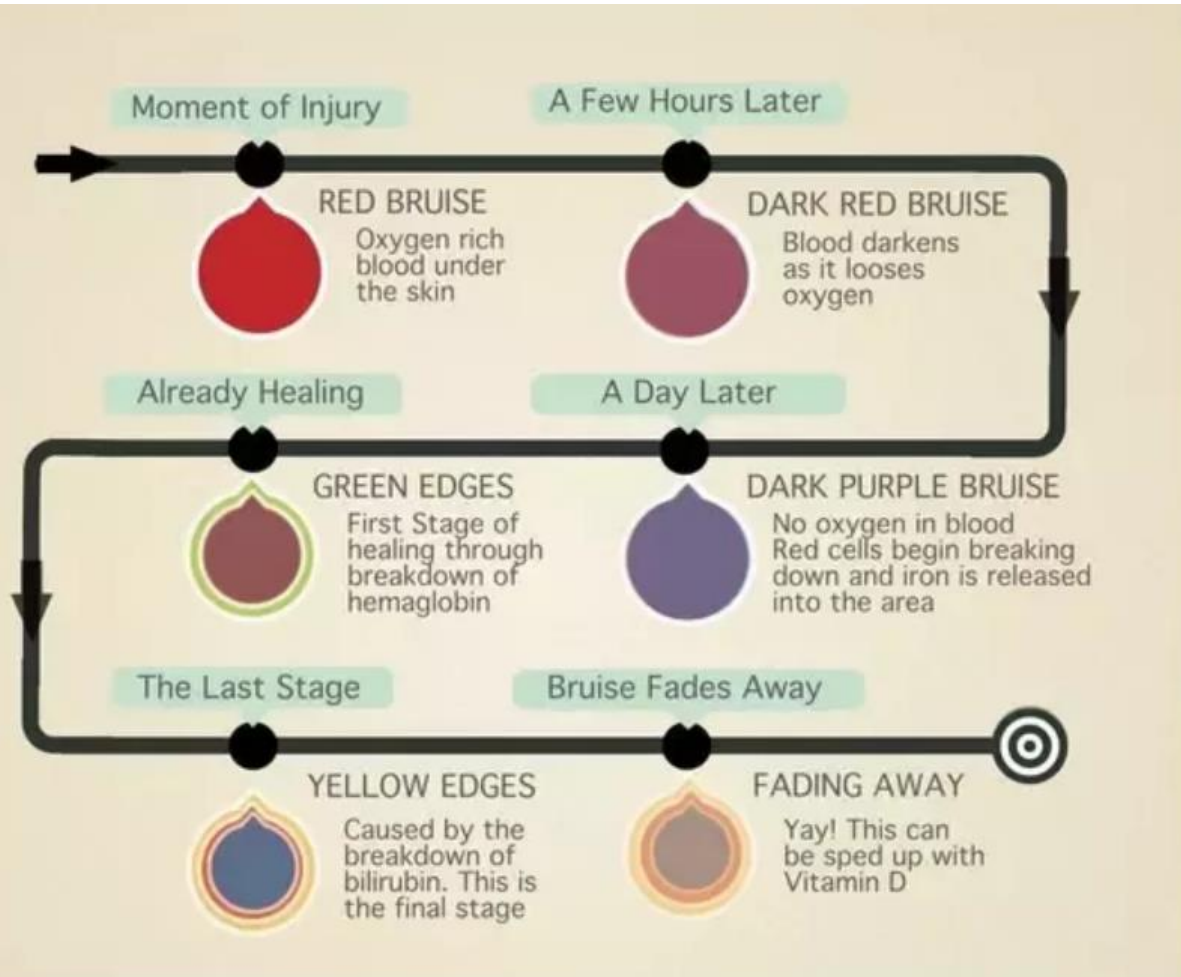 Moment of Injury
RED BRUISE
Oxygen rich
blood under
the skin
A Few Hours Later
DARK RED BRUISE
Blood darkens
as it looses
oxygen
A Day Later
DARK PURPLE BRUISE
No oxygen in blood
Red cells begin breaking
down and iron is released
into the area
Already Healing
GREEN EDGES
First Stage of
healing through
breakdown of
hemaglobin
The Last Stage
YELLOW EDGES
Caused by the
breakdown of
bilirubin. This is
the final stage
Bruise Fades Away
FADING AWAY
Yay! This can
be sped up with
Vitamin D